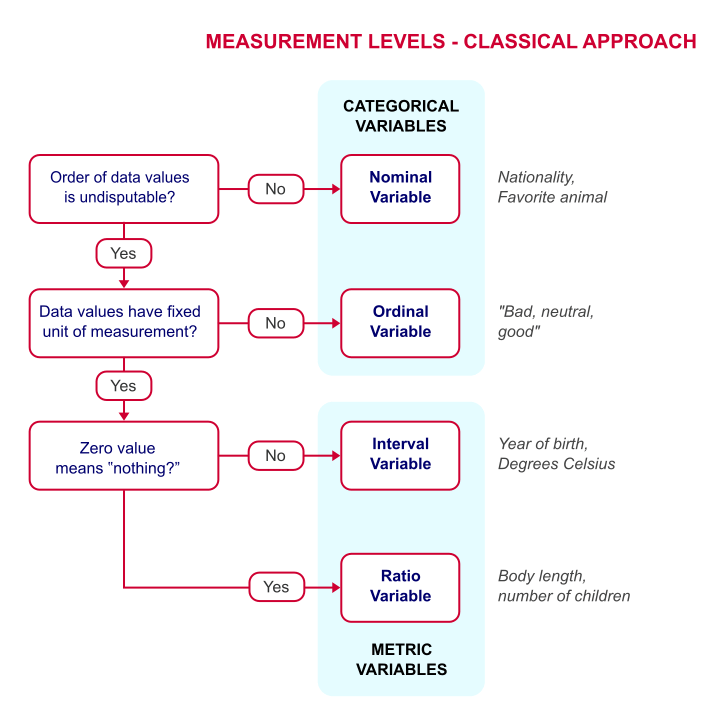 MEASUREMENT LEVELS - CLASSICAL APPROACH
CATEGORICAL
VARIABLES
Order of data values
is undisputable?
No
Nominal
Variable
Nationality,
Favorite animal
Yes
Data values have fixed
unit of measurement?
No
Ordinal
Variable
"Bad, neutral,
good"
Yes
Zero value
means "nothing?"
No
Interval
Variable
Year of birth,
Degrees Celsius
Yes
Ratio
Variable
Body length,
number of children
METRIC
VARIABLES